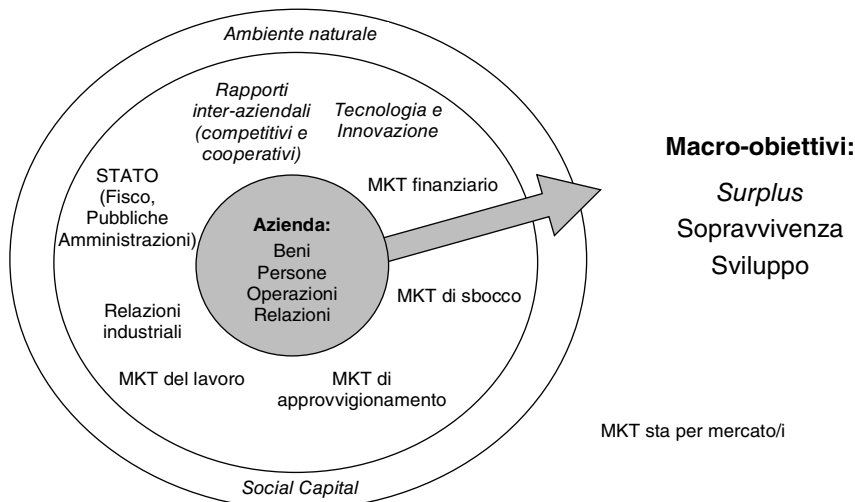 Ambiente naturale
Rapporti
inter-aziendali
(competitivi e
cooperativi)
Tecnologia e
Innovazione
STATO
(Fisco,
Pubbliche
Amministrazioni)
MKT finanziario
Azienda:
Beni
Persone
Operazioni
Relazioni
MKT di sbocco
Relazioni
industriali
MKT del lavoro
MKT di
approvvigionamento
Social Capital
Macro-obiettivi:
Surplus
Sopravvivenza
Sviluppo
MKT sta per mercato/i